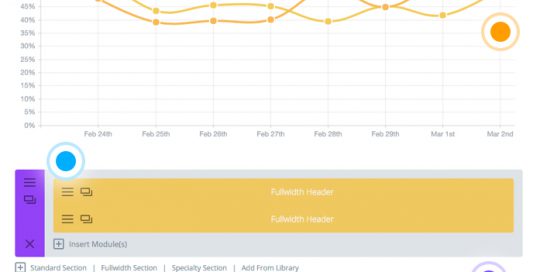 45%
40%
35%
30%
25%
20%
15%
10%
5%
0%
Feb 24th Feb 25th Feb 26th Feb 27th Feb 28th Feb 29th Mar 1st Mar 2nd
Fullwidth Header
Fullwidth Header
Insert Module(s)
Standard Section | Fullwidth Section | Specialty Section | Add From Library